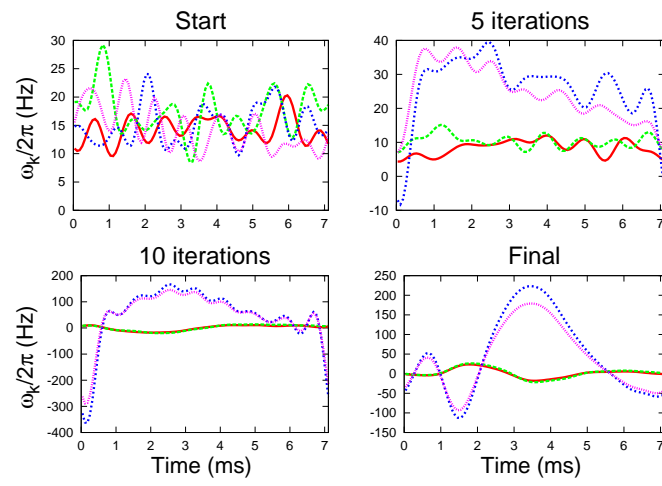 Start
5 iterations
ωk/2π (Hz)
30
25
20
15
10
5
0
0 1 2 3 4 5 6 7
40
30
20
10
0
-10
0 1 2 3 4 5 6 7
10 iterations
Final
ωk/2π (Hz)
200
100
0
-100
-200
-300
-400
0 1 2 3 4 5 6 7
Time (ms)
250
200
150
100
50
0
-50
-100
-150
0 1 2 3 4 5 6 7
Time (ms)